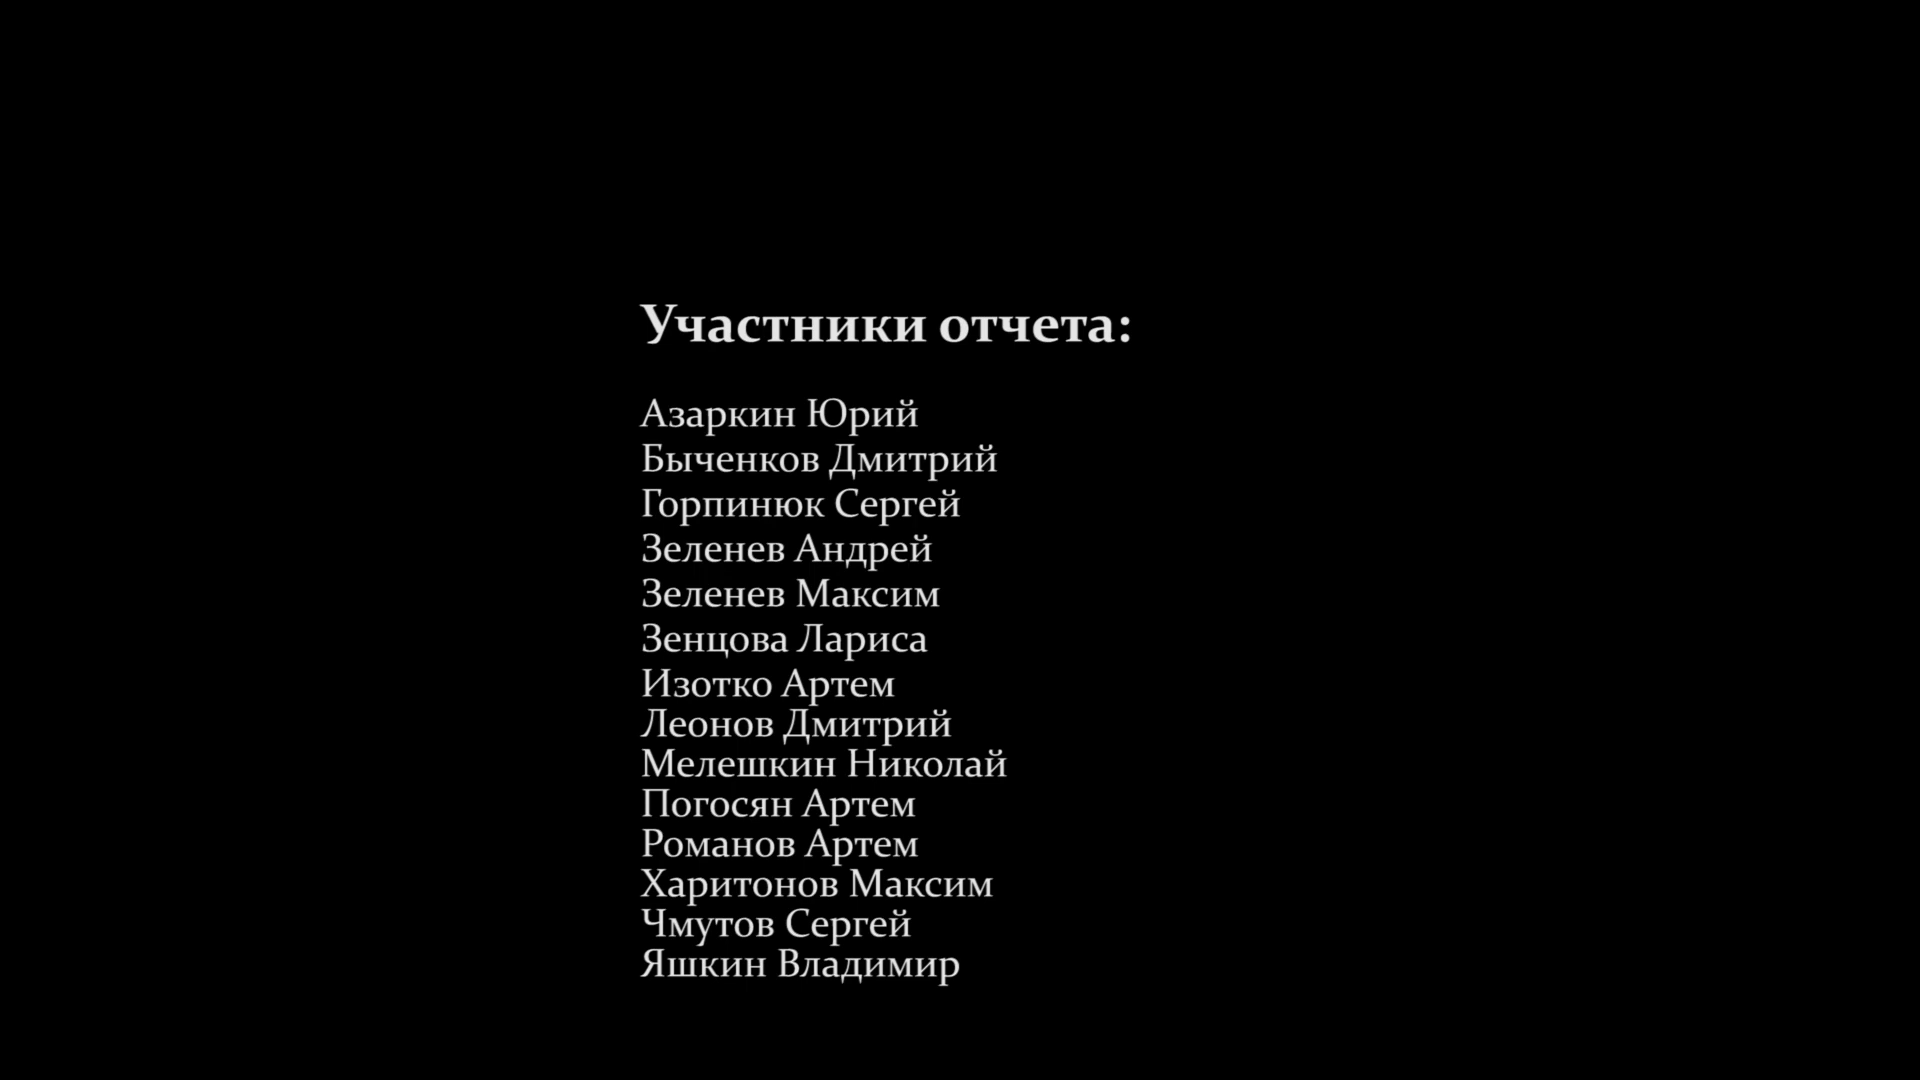 Участники отчета:
Азаркин Юрий
Быченков Дмитрий
Горпинюк Сергей
Зеленев Андрей
Зеленев Максим
Зенцова Лариса
Изотко Артем
Леонов Дмитрий
Мелешкин Николай
Погосян Артем
Романов Артем
Харитонов Максим
Чмутов Сергей
Яшкин Владимир